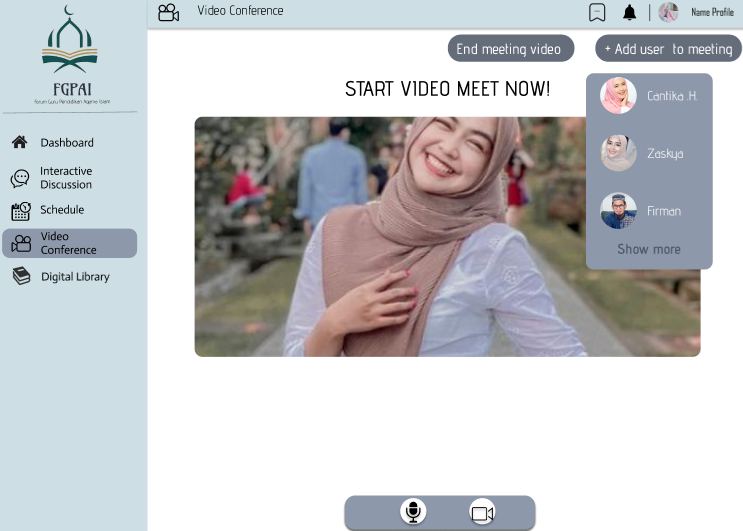 Video Conference
Name Profile
FGPAI
Forum Guru Pendidikan Agama Islam
Dashboard
Interactive
Discussion
Schedule
Video
Conference
Digital Library
End meeting video
+ Add user to meeting
START VIDEO MEET NOW!
Cantika .H.
Zaskya
Firman
Show more